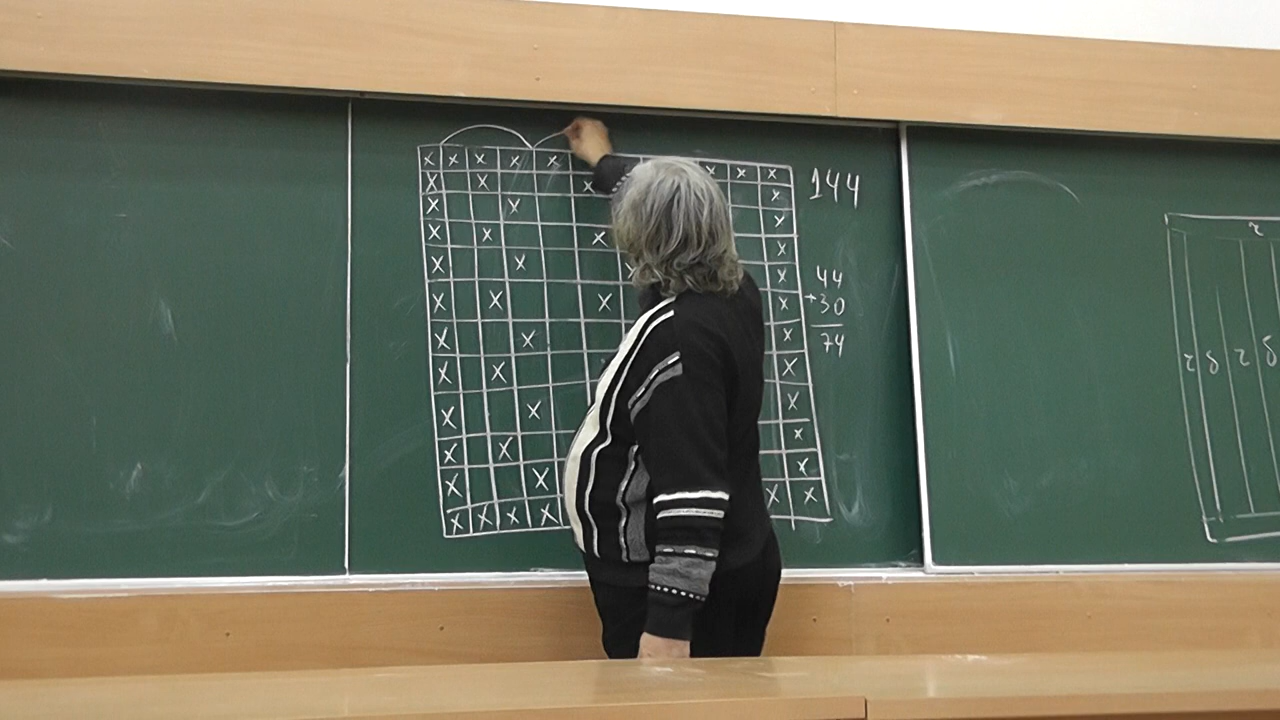 × × × × × × × ×
× × × ×
× × ×
× × × ×
× × × ×
× × × ×
× × ×
× × ×
× × ×
× × ×
× × ×
× × × × × ×
144
44
+30
74
τ
τ δ τ δ